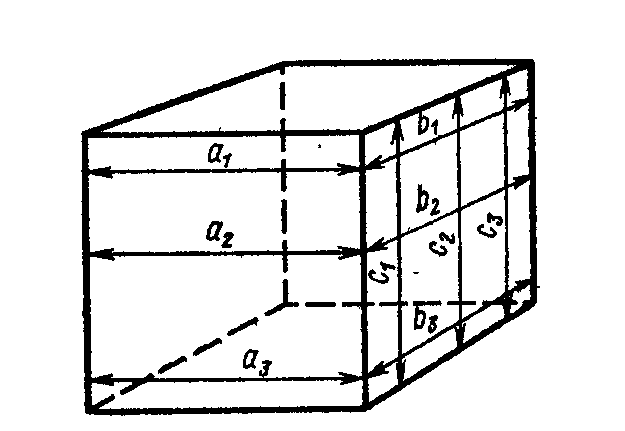 a₁
b₁
a₂
b₂
c₁
c₂
c₃
a₃
b₃